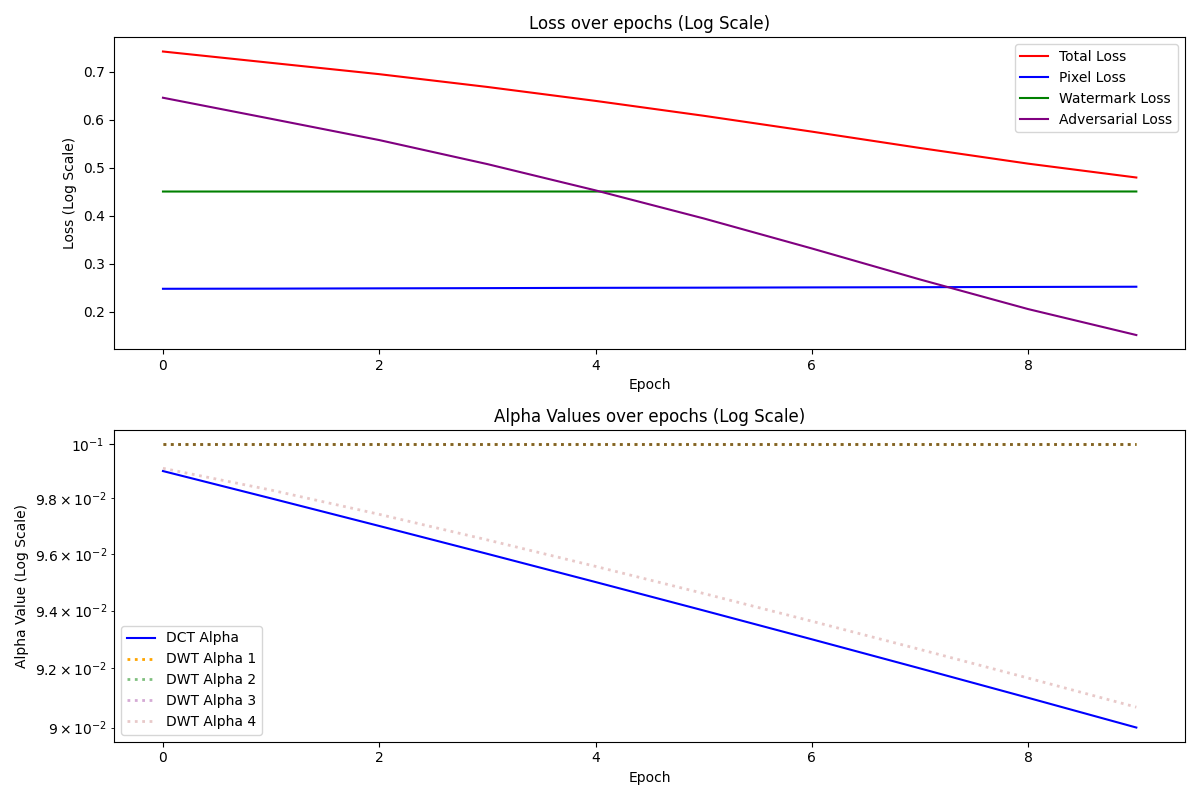 Loss over epochs (Log Scale)
Loss (Log Scale)
0.7
0.6
0.5
0.4
0.3
0.2
Total Loss
Pixel Loss
Watermark Loss
Adversarial Loss
0 2 4 6 8
Epoch
Alpha Values over epochs (Log Scale)
Alpha Value (Log Scale)
10⁻¹
9.8 × 10⁻²
9.6 × 10⁻²
9.4 × 10⁻²
9.2 × 10⁻²
9 × 10⁻²
DCT Alpha
DWT Alpha 1
DWT Alpha 2
DWT Alpha 3
DWT Alpha 4
0 2 4 6 8
Epoch